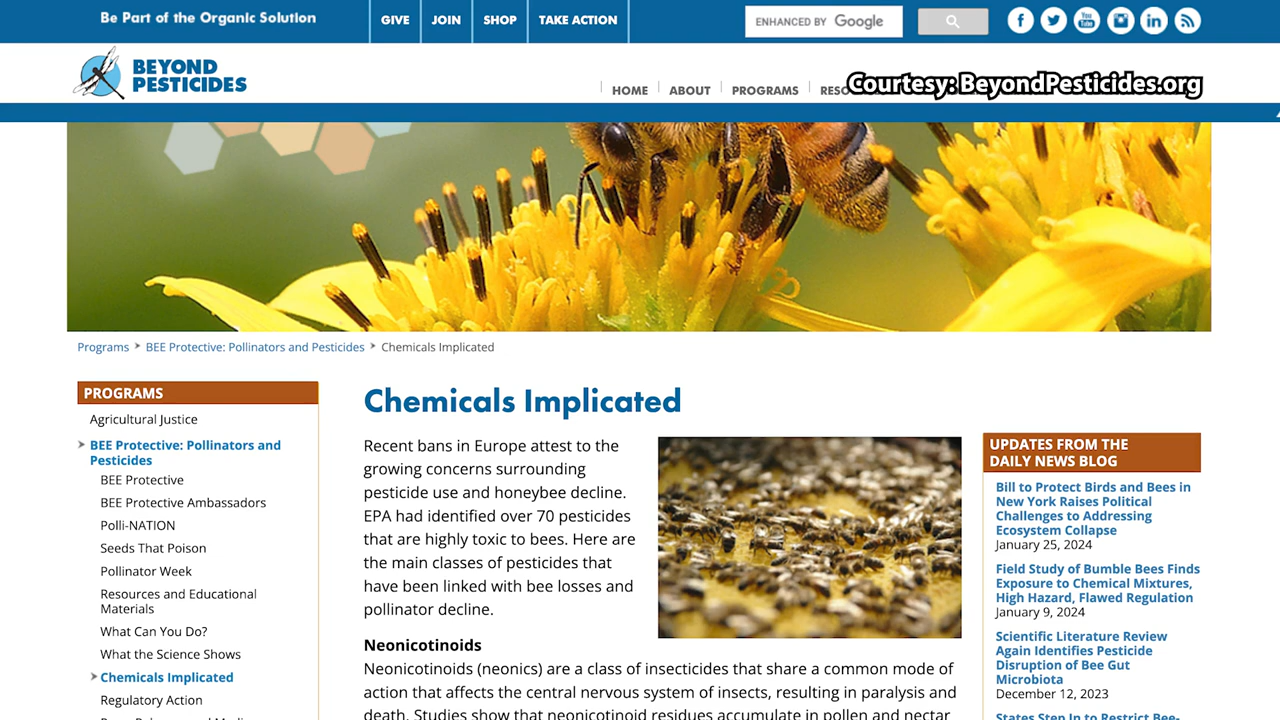 Be Part of the Organic Solution
GIVE
JOIN
SHOP
TAKE ACTION
ENHANCED BY Google
BEYOND
PESTICIDES
HOME
ABOUT
PROGRAMS
Courtesy: BeyondPesticides.org
Programs > BEE Protective: Pollinators and Pesticides > Chemicals Implicated
PROGRAMS
Agricultural Justice
BEE Protective: Pollinators and
Pesticides
BEE Protective
BEE Protective Ambassadors
Polli-NATION
Seeds That Poison
Pollinator Week
Resources and Educational
Materials
What Can You Do?
What the Science Shows
Chemicals Implicated
Regulatory Action
Chemicals Implicated
Recent bans in Europe attest to the
growing concerns surrounding
pesticide use and honeybee decline.
EPA had identified over 70 pesticides
that are highly toxic to bees. Here are
the main classes of pesticides that
have been linked with bee losses and
pollinator decline.
Neonicotinoids
Neonicotinoids (neonics) are a class of insecticides that share a common mode of
action that affects the central nervous system of insects, resulting in paralysis and
death. Studies show that neonicotinoid residues accumulate in pollen and nectar
UPDATES FROM THE
DAILY NEWS BLOG
Bill to Protect Birds and Bees in
New York Raises Political
Challenges to Addressing
Ecosystem Collapse
January 25, 2024
Field Study of Bumble Bees Finds
Exposure to Chemical Mixtures,
High Hazard, Flawed Regulation
January 9, 2024
Scientific Literature Review
Again Identifies Pesticide
Disruption of Bee Gut
Microbiota
December 12, 2023
States Step In to Restrict Bee-